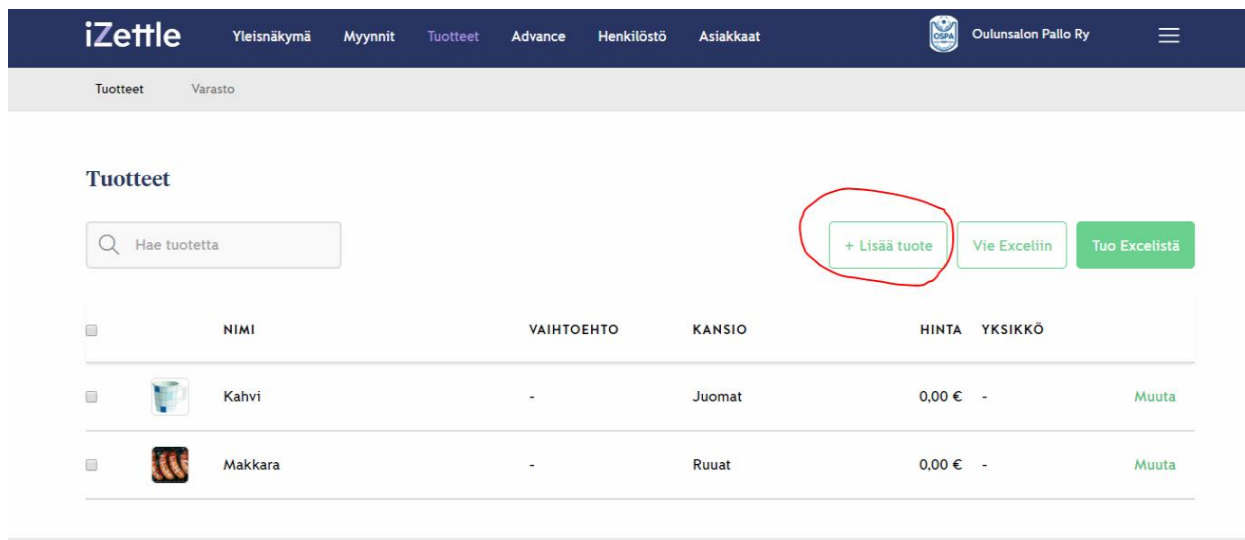 iZettle Yleisnäkymä Myynnit Tuotteet Advance Henkilöstö Asiakkaat OSPA Oulunsalon Pallo Ry
Tuotteet Varasto
Tuotteet
Hae tuotetta + Lisää tuote Vie Exceliin Tuo Excelistä
NIMI VAIHTOEHTO KANSIO HINTA YKSIKKÖ
Kahvi - Juomat 0,00 € - Muuta
Makkara - Ruuat 0,00 € - Muuta